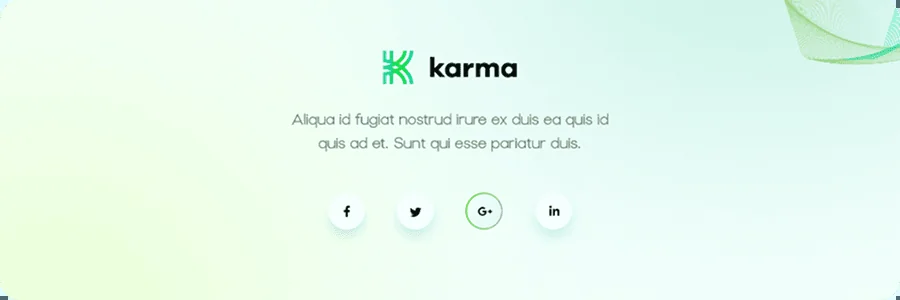 karma
Aliqua id fugiat nostrud irure ex duis ea quis id
quis ad et. Sunt qui esse pariatur duis.
f
G+
in